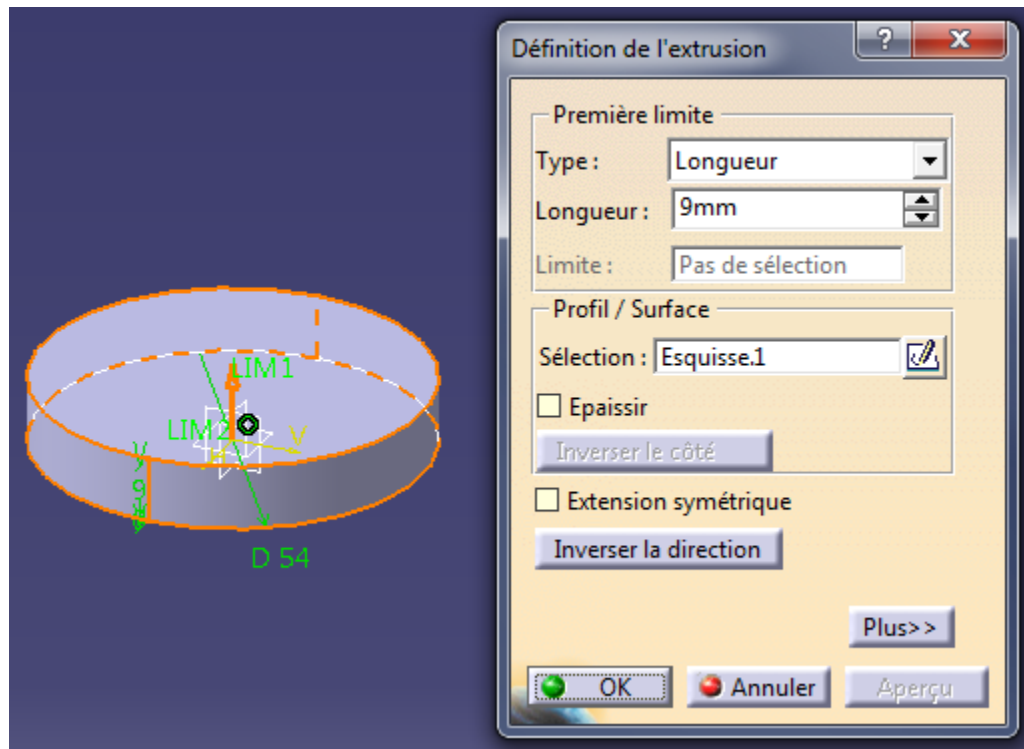 Définition de l'extrusion
?
x
Première limite
Type :
Longueur
Longueur :
9mm
Limite :
Pas de sélection
Profil / Surface
Sélection :
Esquisse.1
Epaissir
Inverser le côté
Extension symétrique
Inverser la direction
Plus>>
OK
Annuler
Aperçu
LIM1
LIM2
V
y
9
D 54